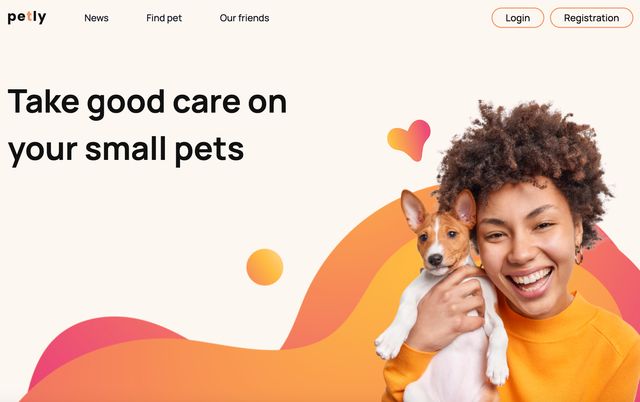 petly
News
Find pet
Our friends
Login
Registration
Take good care on
your small pets